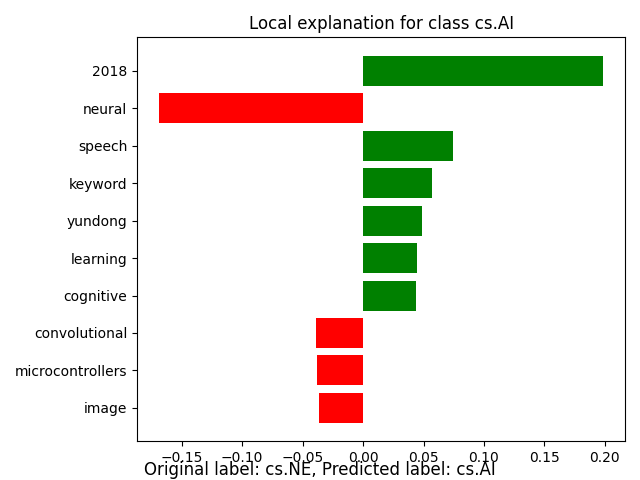 Local explanation for class cs.AI
2018
neural
speech
keyword
yundong
learning
cognitive
convolutional
microcontrollers
image
−0.15 −0.10 −0.05 0.00 0.05 0.10 0.15 0.20
Original label: cs.NE, Predicted label: cs.AI